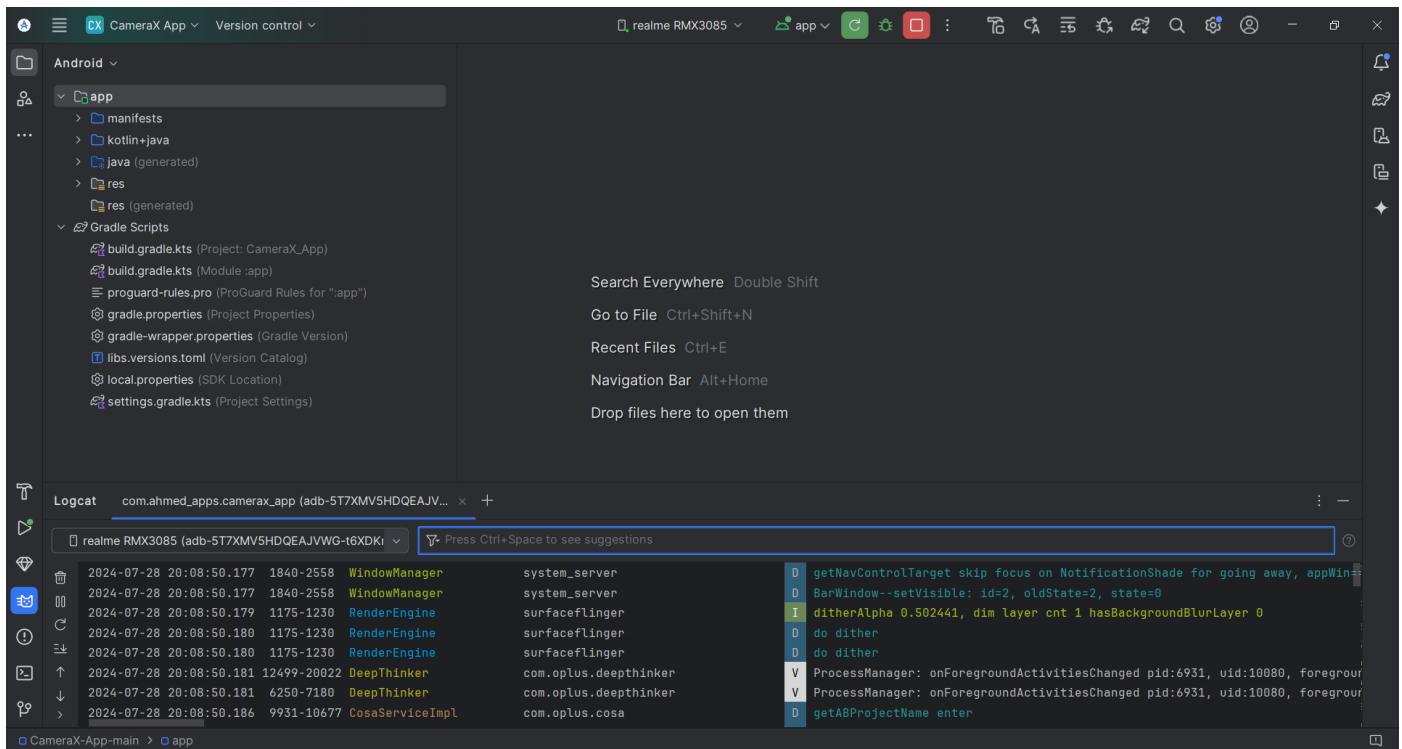 CX CameraX App Version control realme RMX3085 app
Android
app
manifests
kotlin+java
java (generated)
res
res (generated)
Gradle Scripts
build.gradle.kts (Project: CameraX_App)
build.gradle.kts (Module :app)
proguard-rules.pro (ProGuard Rules for ":app")
gradle.properties (Project Properties)
gradle-wrapper.properties (Gradle Version)
libs.versions.toml (Version Catalog)
local.properties (SDK Location)
settings.gradle.kts (Project Settings)
Search Everywhere Double Shift
Go to File Ctrl+Shift+N
Recent Files Ctrl+E
Navigation Bar Alt+Home
Drop files here to open them
Logcat com.ahmed_apps.camerax_app (adb-5T7XMV5HDQEAJV...
realme RMX3085 (adb-5T7XMV5HDQEAJVWG-t6XDK Press Ctrl+Space to see suggestions
2024-07-28 20:08:50.177 1840-2558 WindowManager system_server D getNavControlTarget skip focus on NotificationShade for going away, appWin=
2024-07-28 20:08:50.177 1840-2558 WindowManager system_server D BarWindow--setVisible: id=2, oldState=2, state=0
2024-07-28 20:08:50.179 1175-1230 RenderEngine surfaceflinger I ditherAlpha 0.502441, dim layer cnt 1 hasBackgroundBlurLayer 0
2024-07-28 20:08:50.180 1175-1230 RenderEngine surfaceflinger D do dither
2024-07-28 20:08:50.180 1175-1230 RenderEngine surfaceflinger D do dither
2024-07-28 20:08:50.181 12499-20022 DeepThinker com.oplus.deepthinker V ProcessManager: onForegroundActivitiesChanged pid:6931, uid:10080, foregrour
2024-07-28 20:08:50.181 6250-7180 DeepThinker com.oplus.deepthinker V ProcessManager: onForegroundActivitiesChanged pid:6931, uid:10080, foregrour
2024-07-28 20:08:50.186 9931-10677 CosaServiceImpl com.oplus.cosa D getABProjectName enter
CameraX-App-main > app